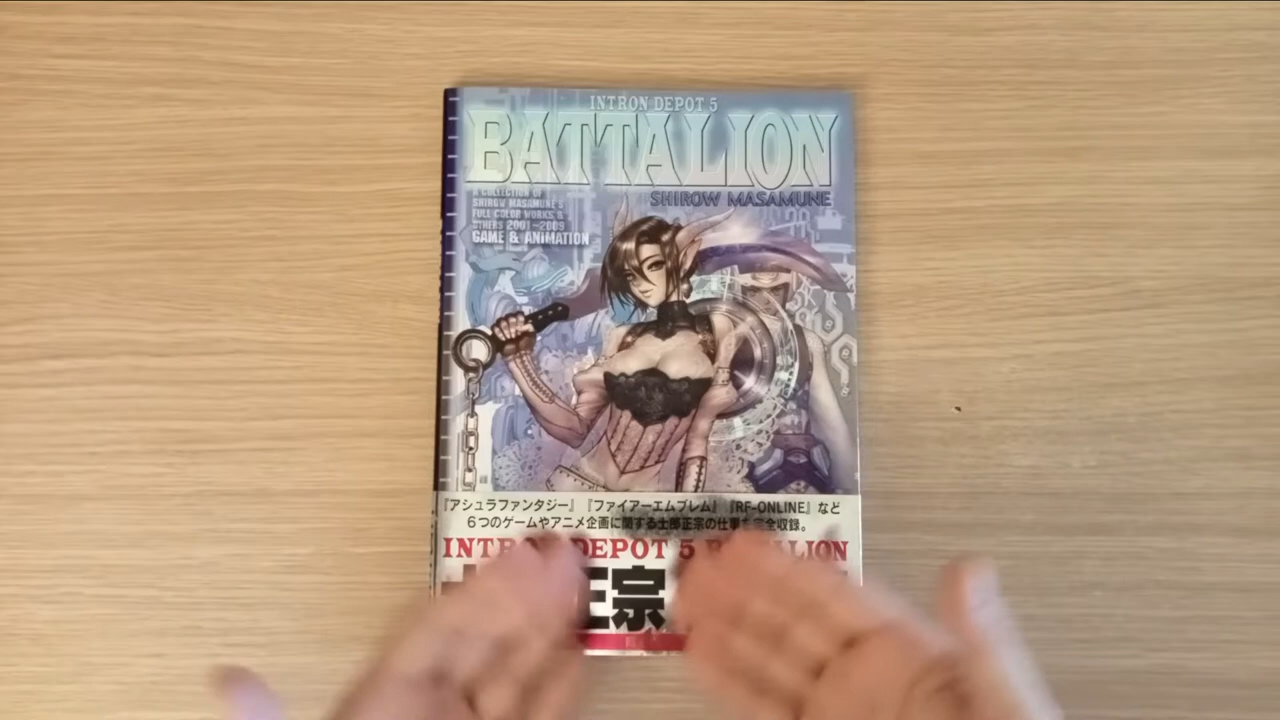 INTRON DEPOT 5
BATTALION
SHIROW MASAMUNE
A COLLECTION OF
SHIROW MASAMUNE'S
FULL COLOR WORKS &
OTHERS 2001~2009
GAME & ANIMATION
『アシュラファンタジー』『ファイアーエムブレム』『RF-ONLINE』など
6つのゲームやアニメ企画に関する士郎正宗の仕事を完全収録。
INTRON DEPOT 5 BATTALION
正宗